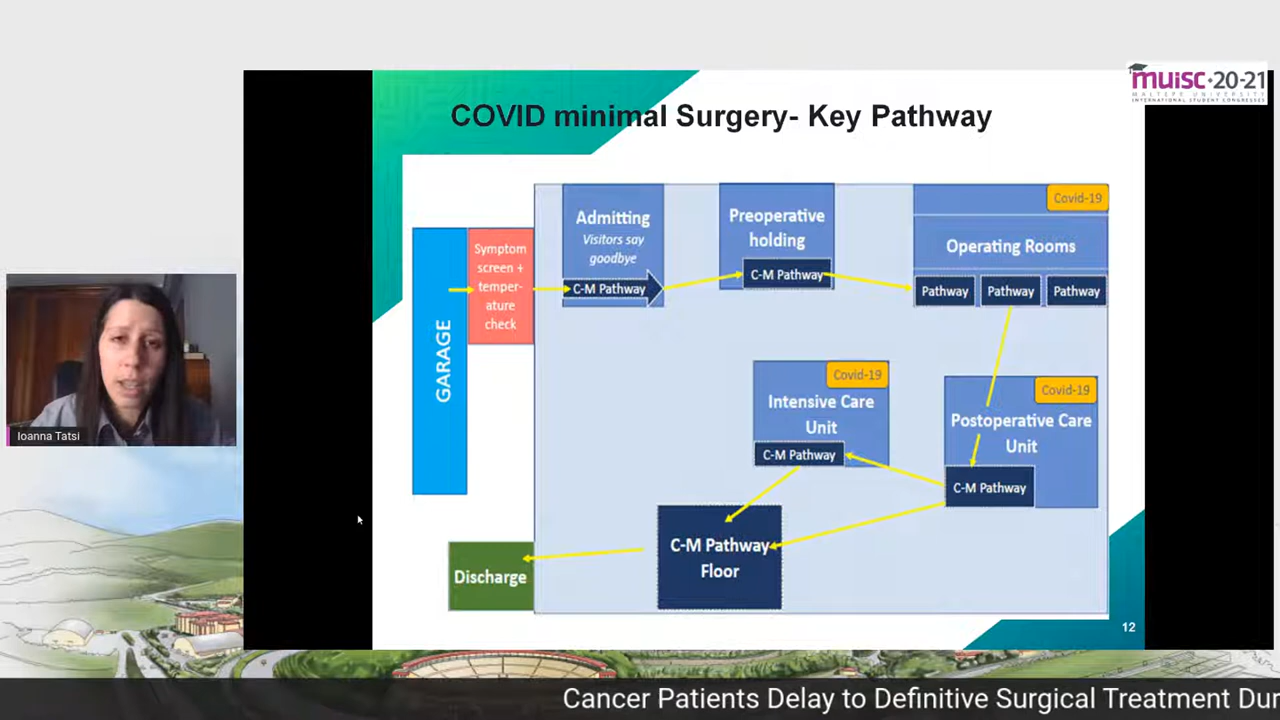 muisc·20-21
MALTEPE UNIVERSITY
INTERNATIONAL STUDENT CONGRESSES
COVID minimal Surgery- Key Pathway
GARAGE
Symptom
screen +
temper-
ature
check
Admitting
Visitors say
goodbye
C-M Pathway
Preoperative
holding
C-M Pathway
Covid-19
Operating Rooms
Pathway
Pathway
Pathway
Covid-19
Intensive Care
Unit
C-M Pathway
Covid-19
Postoperative Care
Unit
C-M Pathway
C-M Pathway
Floor
Discharge
12
Ioanna Tatsi
Cancer Patients Delay to Definitive Surgical Treatment Dur